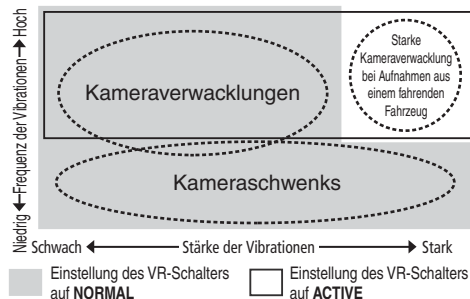 Niedrig ◄ Frequenz der Vibrationen ► Hoch
Kameraverwacklungen
Starke
Kameraverwacklung
bei Aufnahmen aus
einem fahrenden
Fahrzeug
Kameraschwenks
Schwach ◄ Stärke der Vibrationen ► Stark
Einstellung des VR-Schalters
auf NORMAL
Einstellung des VR-Schalters
auf ACTIVE